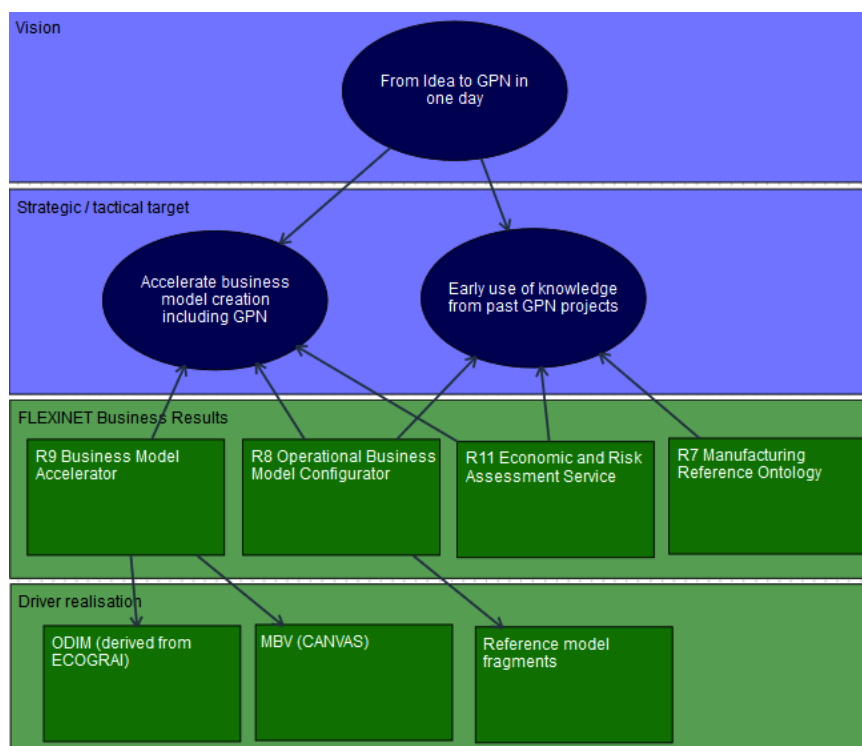 Vision
From Idea to GPN in
one day
Strategic / tactical target
Accelerate business
model creation
including GPN
Early use of knowledge
from past GPN projects
FLEXINET Business Results
R9 Business Model
Accelerator
R8 Operational Business
Model Configurator
R11 Economic and Risk
Assessment Service
R7 Manufacturing
Reference Ontology
Driver realisation
ODIM (derived from
ECOGRAI)
MBV (CANVAS)
Reference model
fragments